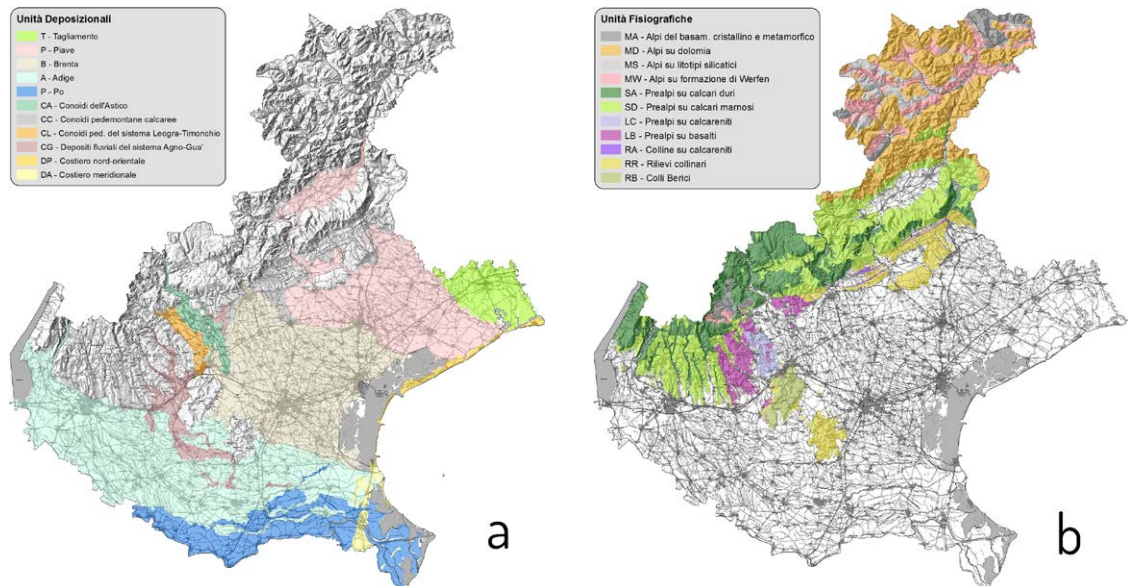 Unità Deposizionali
T - Tagliamento
P - Piave
B - Brenta
A - Adige
P - Po
CA - Conoidi dell'Astico
CC - Conoidi pedemontane calcaree
CL - Conoidi ped. del sistema Leogra-Timonchio
CG - Depositi fluviali del sistema Agno-Gua'
DP - Costiero nord-orientale
DA - Costiero meridionale
a
Unità Fisiografiche
MA - Alpi del basam. cristallino e metamorfico
MD - Alpi su dolomia
MS - Alpi su litotipi silicatici
MW - Alpi su formazione di Werfen
SA - Prealpi su calcari duri
SD - Prealpi su calcari marnosi
LC - Prealpi su calcareniti
LB - Prealpi su basalti
RA - Colline su calcareniti
RR - Rilievi collinari
RB - Colli Berici
b